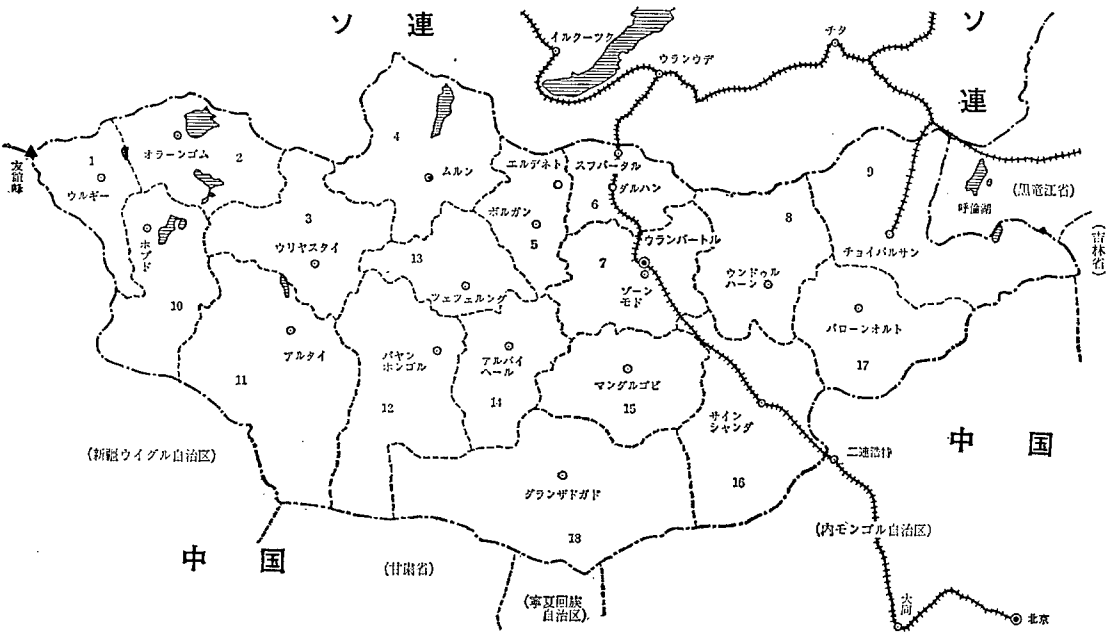 ソ 連
ソ
連
イルクーツク
ウランウデ
チタ
友誼峰
1
ウルギー
オラーンゴム
2
4
ムルン
エルデネト
スフバータル
ダルハン
6
ボルガン
5
9
呼倫湖
(黒竜江省)
(吉林省)
ホブド
10
3
ウリヤスタイ
13
ツェツェルレグ
7
ウランバートル
ゾーン
モド
8
ウンドゥル
ハーン
チョイバルサン
バローンオルト
17
アルタイ
11
バヤン
ホンゴル
12
アルバイ
ヘール
14
マンダルゴビ
15
サイン
シャンダ
16
二連浩特
中 国
(新疆ウイグル自治区)
ダランザドガド
18
(内モンゴル自治区)
中 国
(甘粛省)
(寧夏回族
自治区)
大同
北京